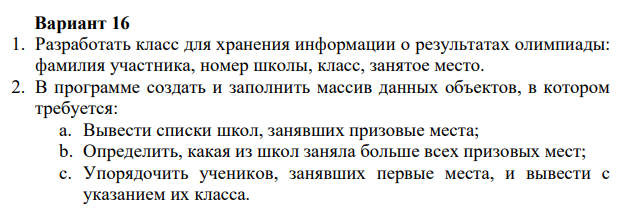 Вариант 16
1. Разработать класс для хранения информации о результатах олимпиады:
фамилия участника, номер школы, класс, занятое место.
2. В программе создать и заполнить массив данных объектов, в котором
требуется:
a. Вывести списки школ, занявших призовые места;
b. Определить, какая из школ заняла больше всех призовых мест;
c. Упорядочить учеников, занявших первые места, и вывести с
указанием их класса.